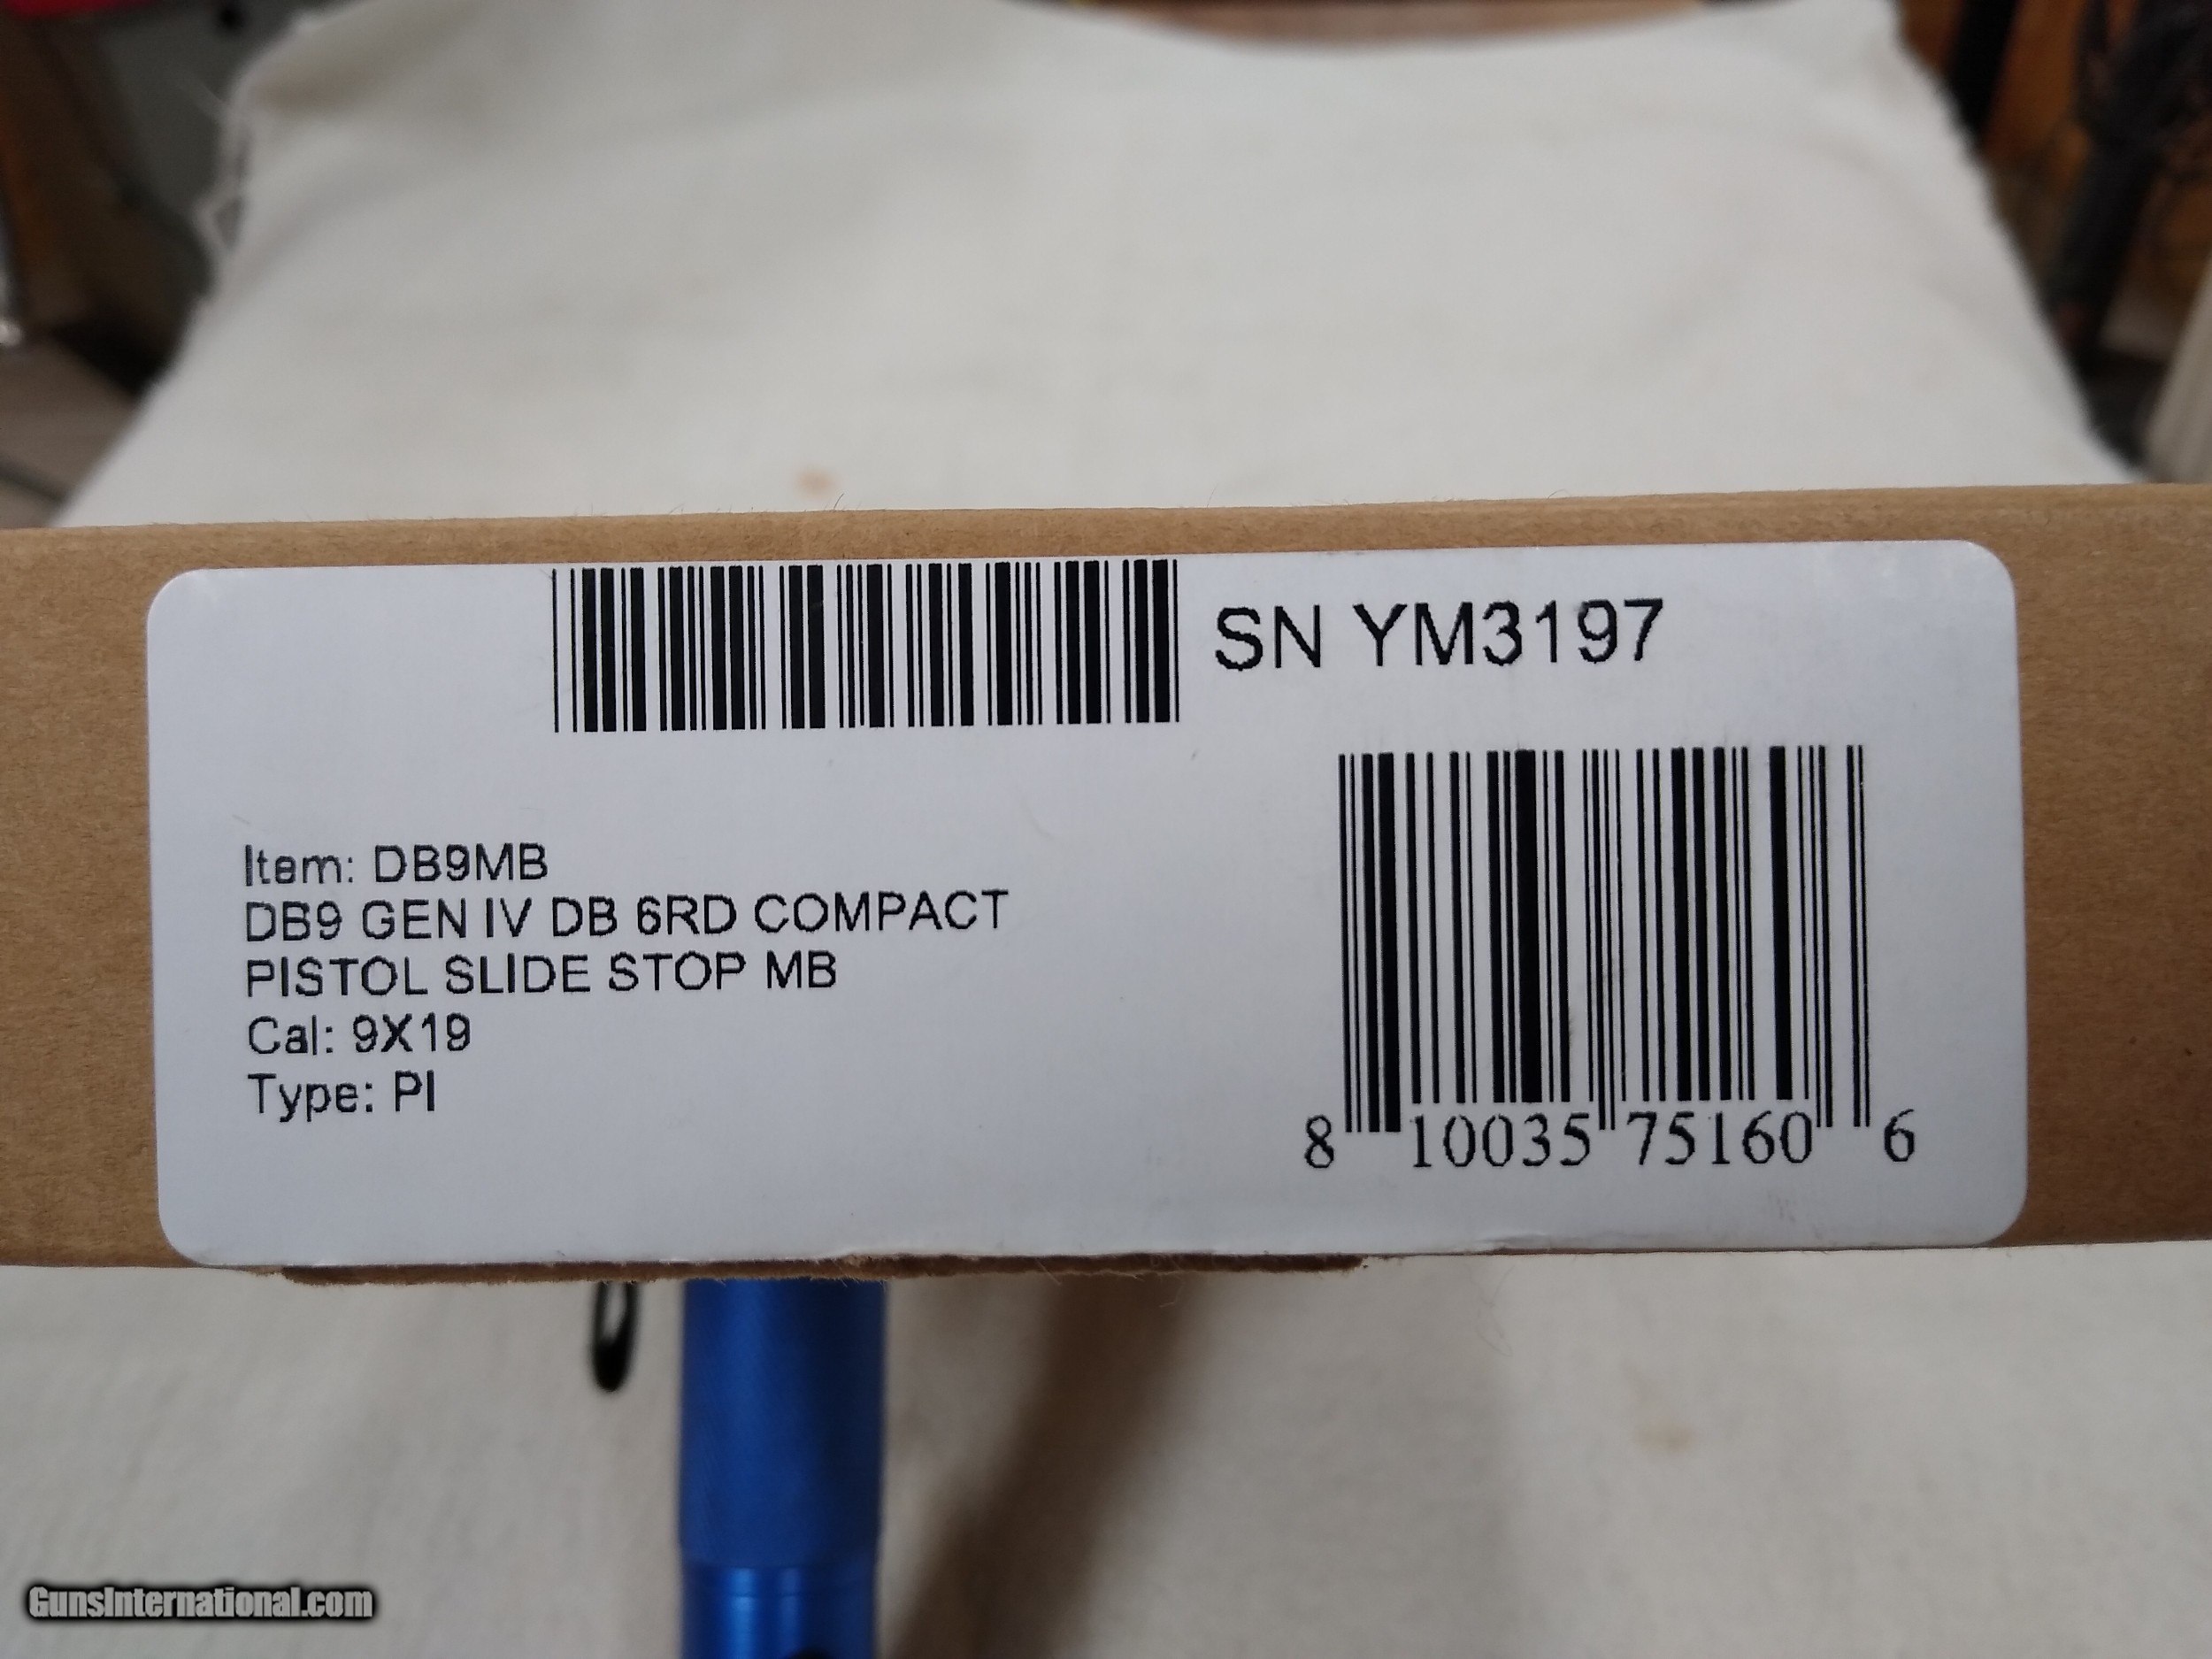 SN YM3197
Item: DB9MB
DB9 GEN IV DB 6RD COMPACT
PISTOL SLIDE STOP MB
Cal: 9X19
Type: PI
8 10035 75160 6
GunsInternational.com